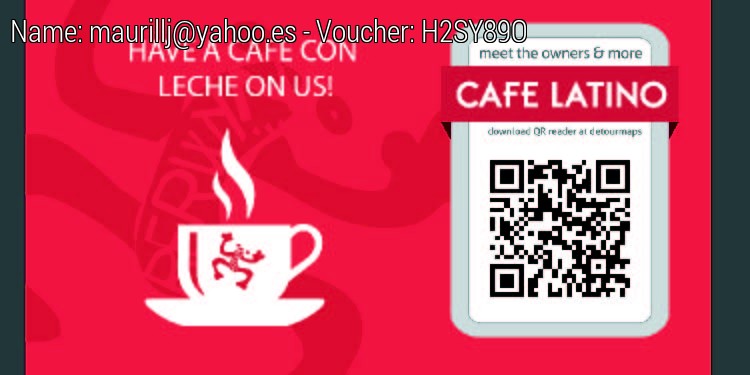 Name: maurillj@yahoo.es - Voucher: H2SY89O
HAVE A CAFE CON
LECHE ON US!
meet the owners & more
CAFE LATINO
download QR reader at detourmaps